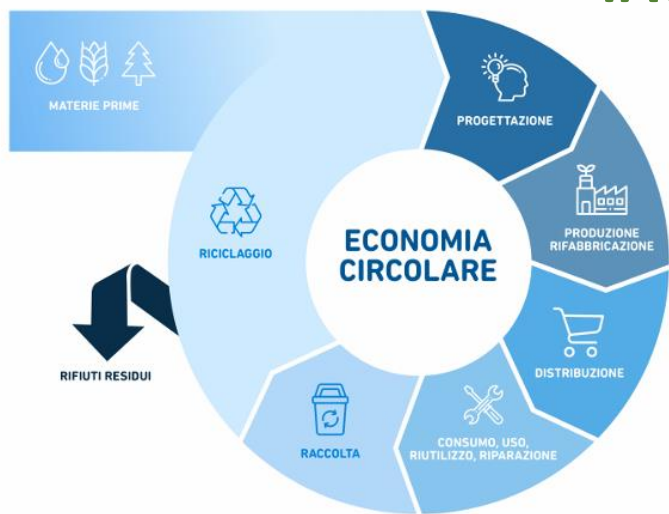 MATERIE PRIME
PROGETTAZIONE
PRODUZIONE
RIFABBRICAZIONE
ECONOMIA
CIRCOLARE
RICICLAGGIO
DISTRIBUZIONE
RIFIUTI RESIDUI
CONSUMO, USO,
RIUTILIZZO, RIPARAZIONE
RACCOLTA